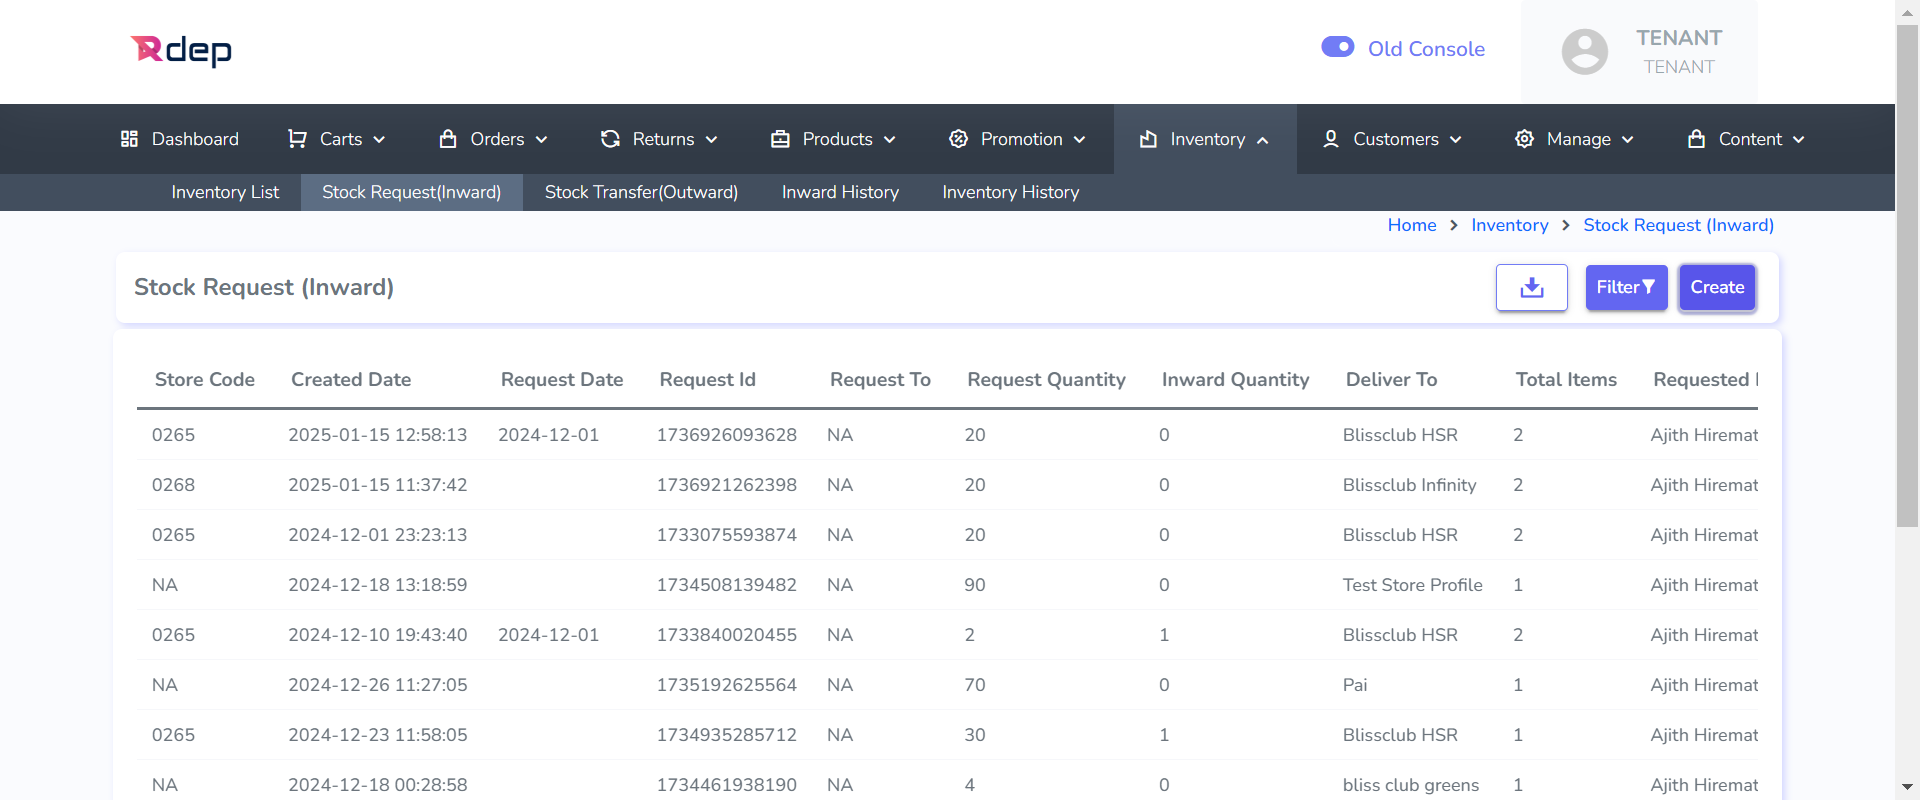 Rdep
Old Console
TENANT
TENANT
Dashboard Carts Orders Returns Products Promotion Inventory Customers Manage Content
Inventory List Stock Request(Inward) Stock Transfer(Outward) Inward History Inventory History
Home > Inventory > Stock Request (Inward)
Stock Request (Inward) Filter Create
Store Code Created Date Request Date Request Id Request To Request Quantity Inward Quantity Deliver To Total Items Requested
0265 2025-01-15 12:58:13 2024-12-01 1736926093628 NA 20 0 Blissclub HSR 2 Ajith Hiremat
0268 2025-01-15 11:37:42 1736921262398 NA 20 0 Blissclub Infinity 2 Ajith Hiremat
0265 2024-12-01 23:23:13 1733075593874 NA 20 0 Blissclub HSR 2 Ajith Hiremat
NA 2024-12-18 13:18:59 1734508139482 NA 90 0 Test Store Profile 1 Ajith Hiremat
0265 2024-12-10 19:43:40 2024-12-01 1733840020455 NA 2 1 Blissclub HSR 2 Ajith Hiremat
NA 2024-12-26 11:27:05 1735192625564 NA 70 0 Pai 1 Ajith Hiremat
0265 2024-12-23 11:58:05 1734935285712 NA 30 1 Blissclub HSR 1 Ajith Hiremat
NA 2024-12-18 00:28:58 1734461938190 NA 4 0 bliss club greens 1 Ajith Hiremat